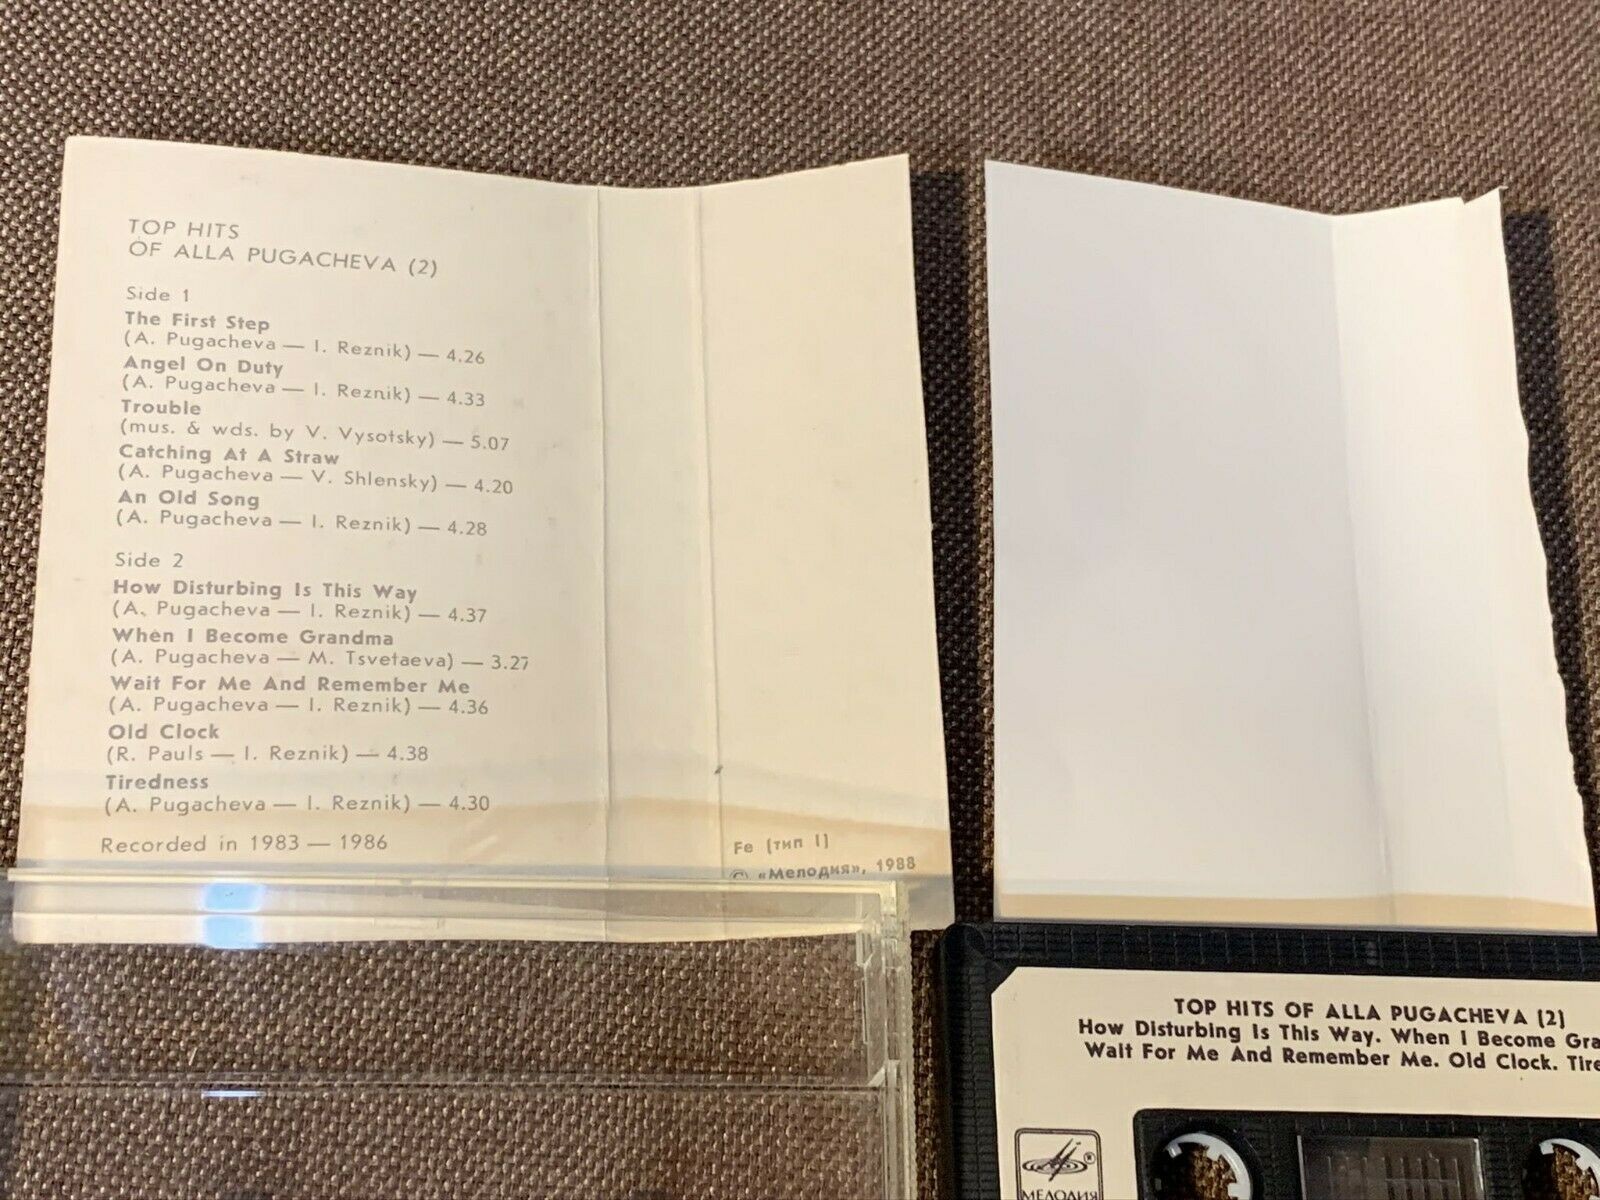 TOP HITS
OF ALLA PUGACHEVA (2)
Side 1
The First Step
(A. Pugacheva — I. Reznik) — 4.26
Angel On Duty
(A. Pugacheva — I. Reznik) — 4.33
Trouble
(mus. & wds. by V. Vysotsky) — 5.07
Catching At A Straw
(A. Pugacheva — V. Shlensky) — 4.20
An Old Song
(A. Pugacheva — I. Reznik) — 4.28
Side 2
How Disturbing Is This Way
(A. Pugacheva — I. Reznik) — 4.37
When I Become Grandma
(A. Pugacheva — M. Tsvetaeva) — 3.27
Wait For Me And Remember Me
(A. Pugacheva — I. Reznik) — 4.36
Old Clock
(R. Pauls — I. Reznik) — 4.38
Tiredness
(A. Pugacheva — I. Reznik) — 4.30
Recorded in 1983 — 1986
Fe (тип I)
© «Мелодия», 1988
TOP HITS OF ALLA PUGACHEVA (2)
How Disturbing Is This Way. When I Become Gra
Wait For Me And Remember Me. Old Clock. Tire
®
МЕЛОДИЯ